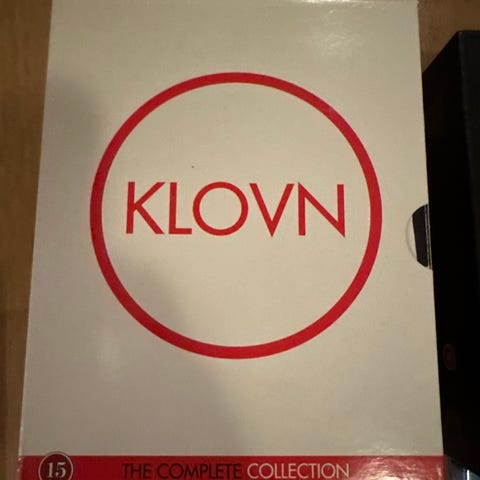 KLOVN
15 THE COMPLETE COLLECTION